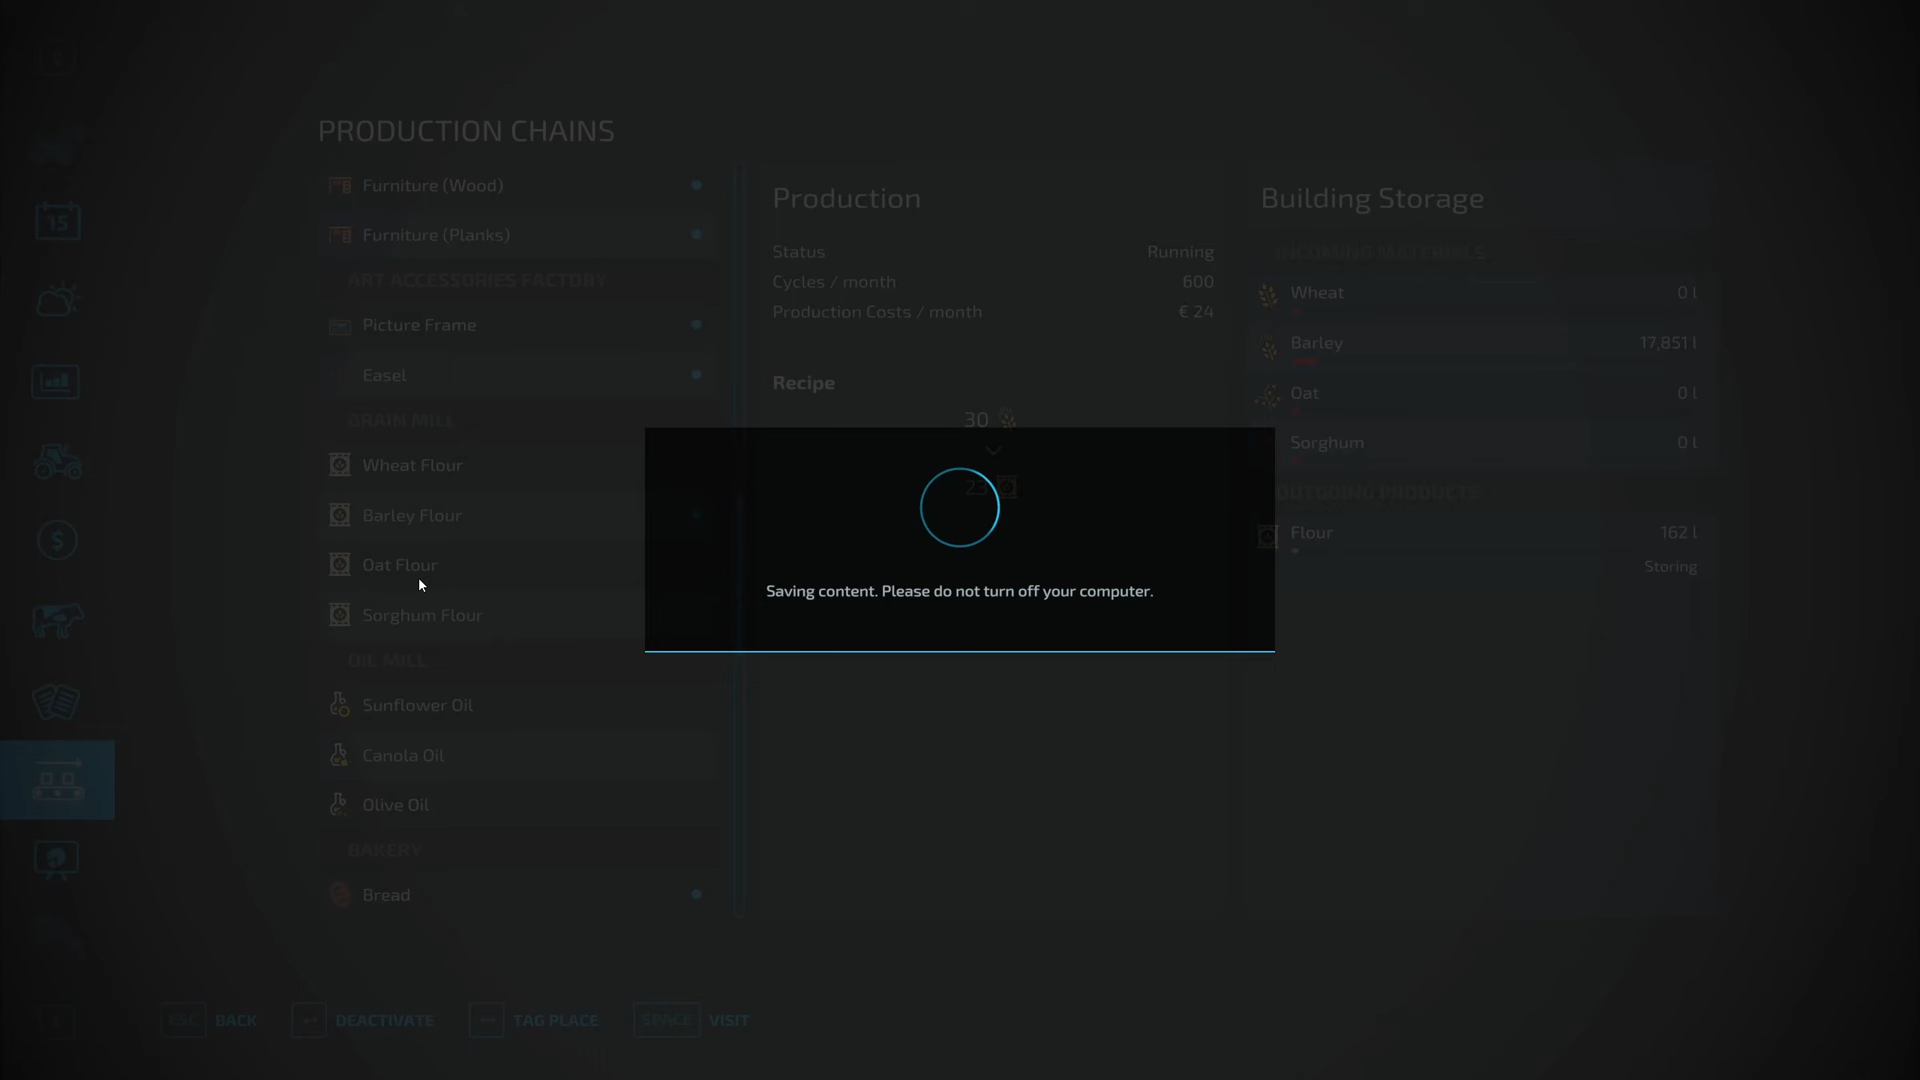 PRODUCTION CHAINS
Furniture (Wood)
Furniture (Planks)
ART ACCESSORIES FACTORY
Picture Frame
Easel
GRAIN MILL
Wheat Flour
Barley Flour
Oat Flour
Sorghum Flour
OIL MILL
Sunflower Oil
Canola Oil
Olive Oil
BAKERY
Bread
Production
Status Running
Cycles / month 600
Production Costs / month € 24
Recipe
30
Saving content. Please do not turn off your computer.
Building Storage
INCOMING MATERIALS
Wheat 0 l
Barley 17,851 l
Oat 0 l
Sorghum 0 l
OUTGOING PRODUCTS
Flour 162 l
Storing
15
$
ESC BACK
DEACTIVATE
TAG PLACE
SPACE VISIT